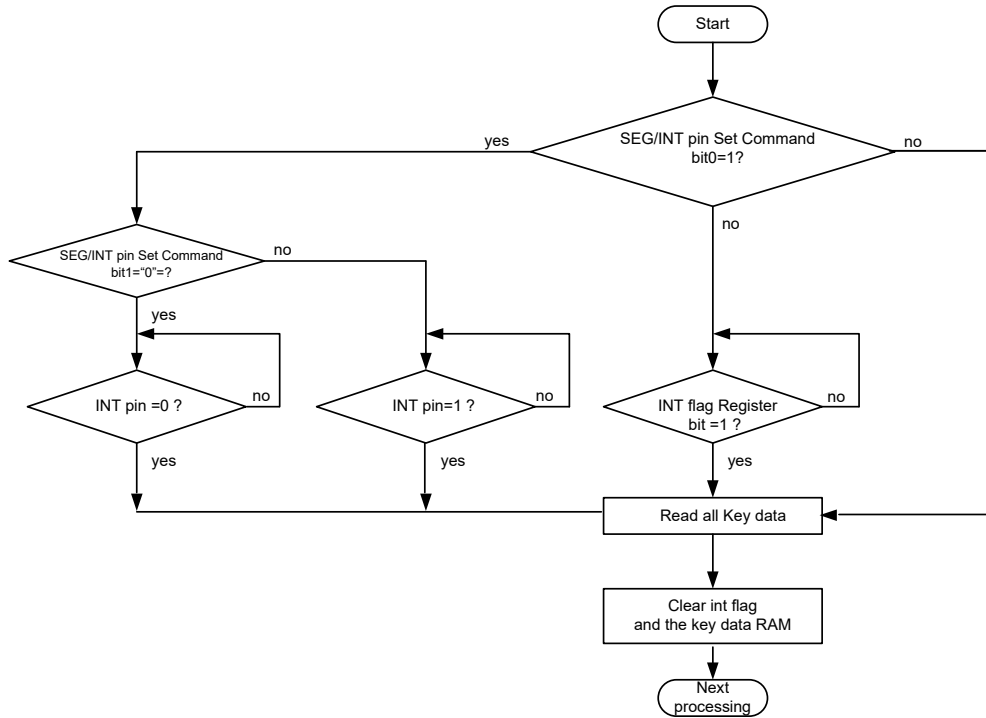 Start
SEG/INT pin Set Command
bit0=1?
yes
no
no
SEG/INT pin Set Command
bit1=“0”=?
no
yes
INT pin =0 ?
no
INT pin=1 ?
no
INT flag Register
bit =1 ?
no
yes
yes
yes
Read all Key data
Clear int flag
and the key data RAM
Next
processing